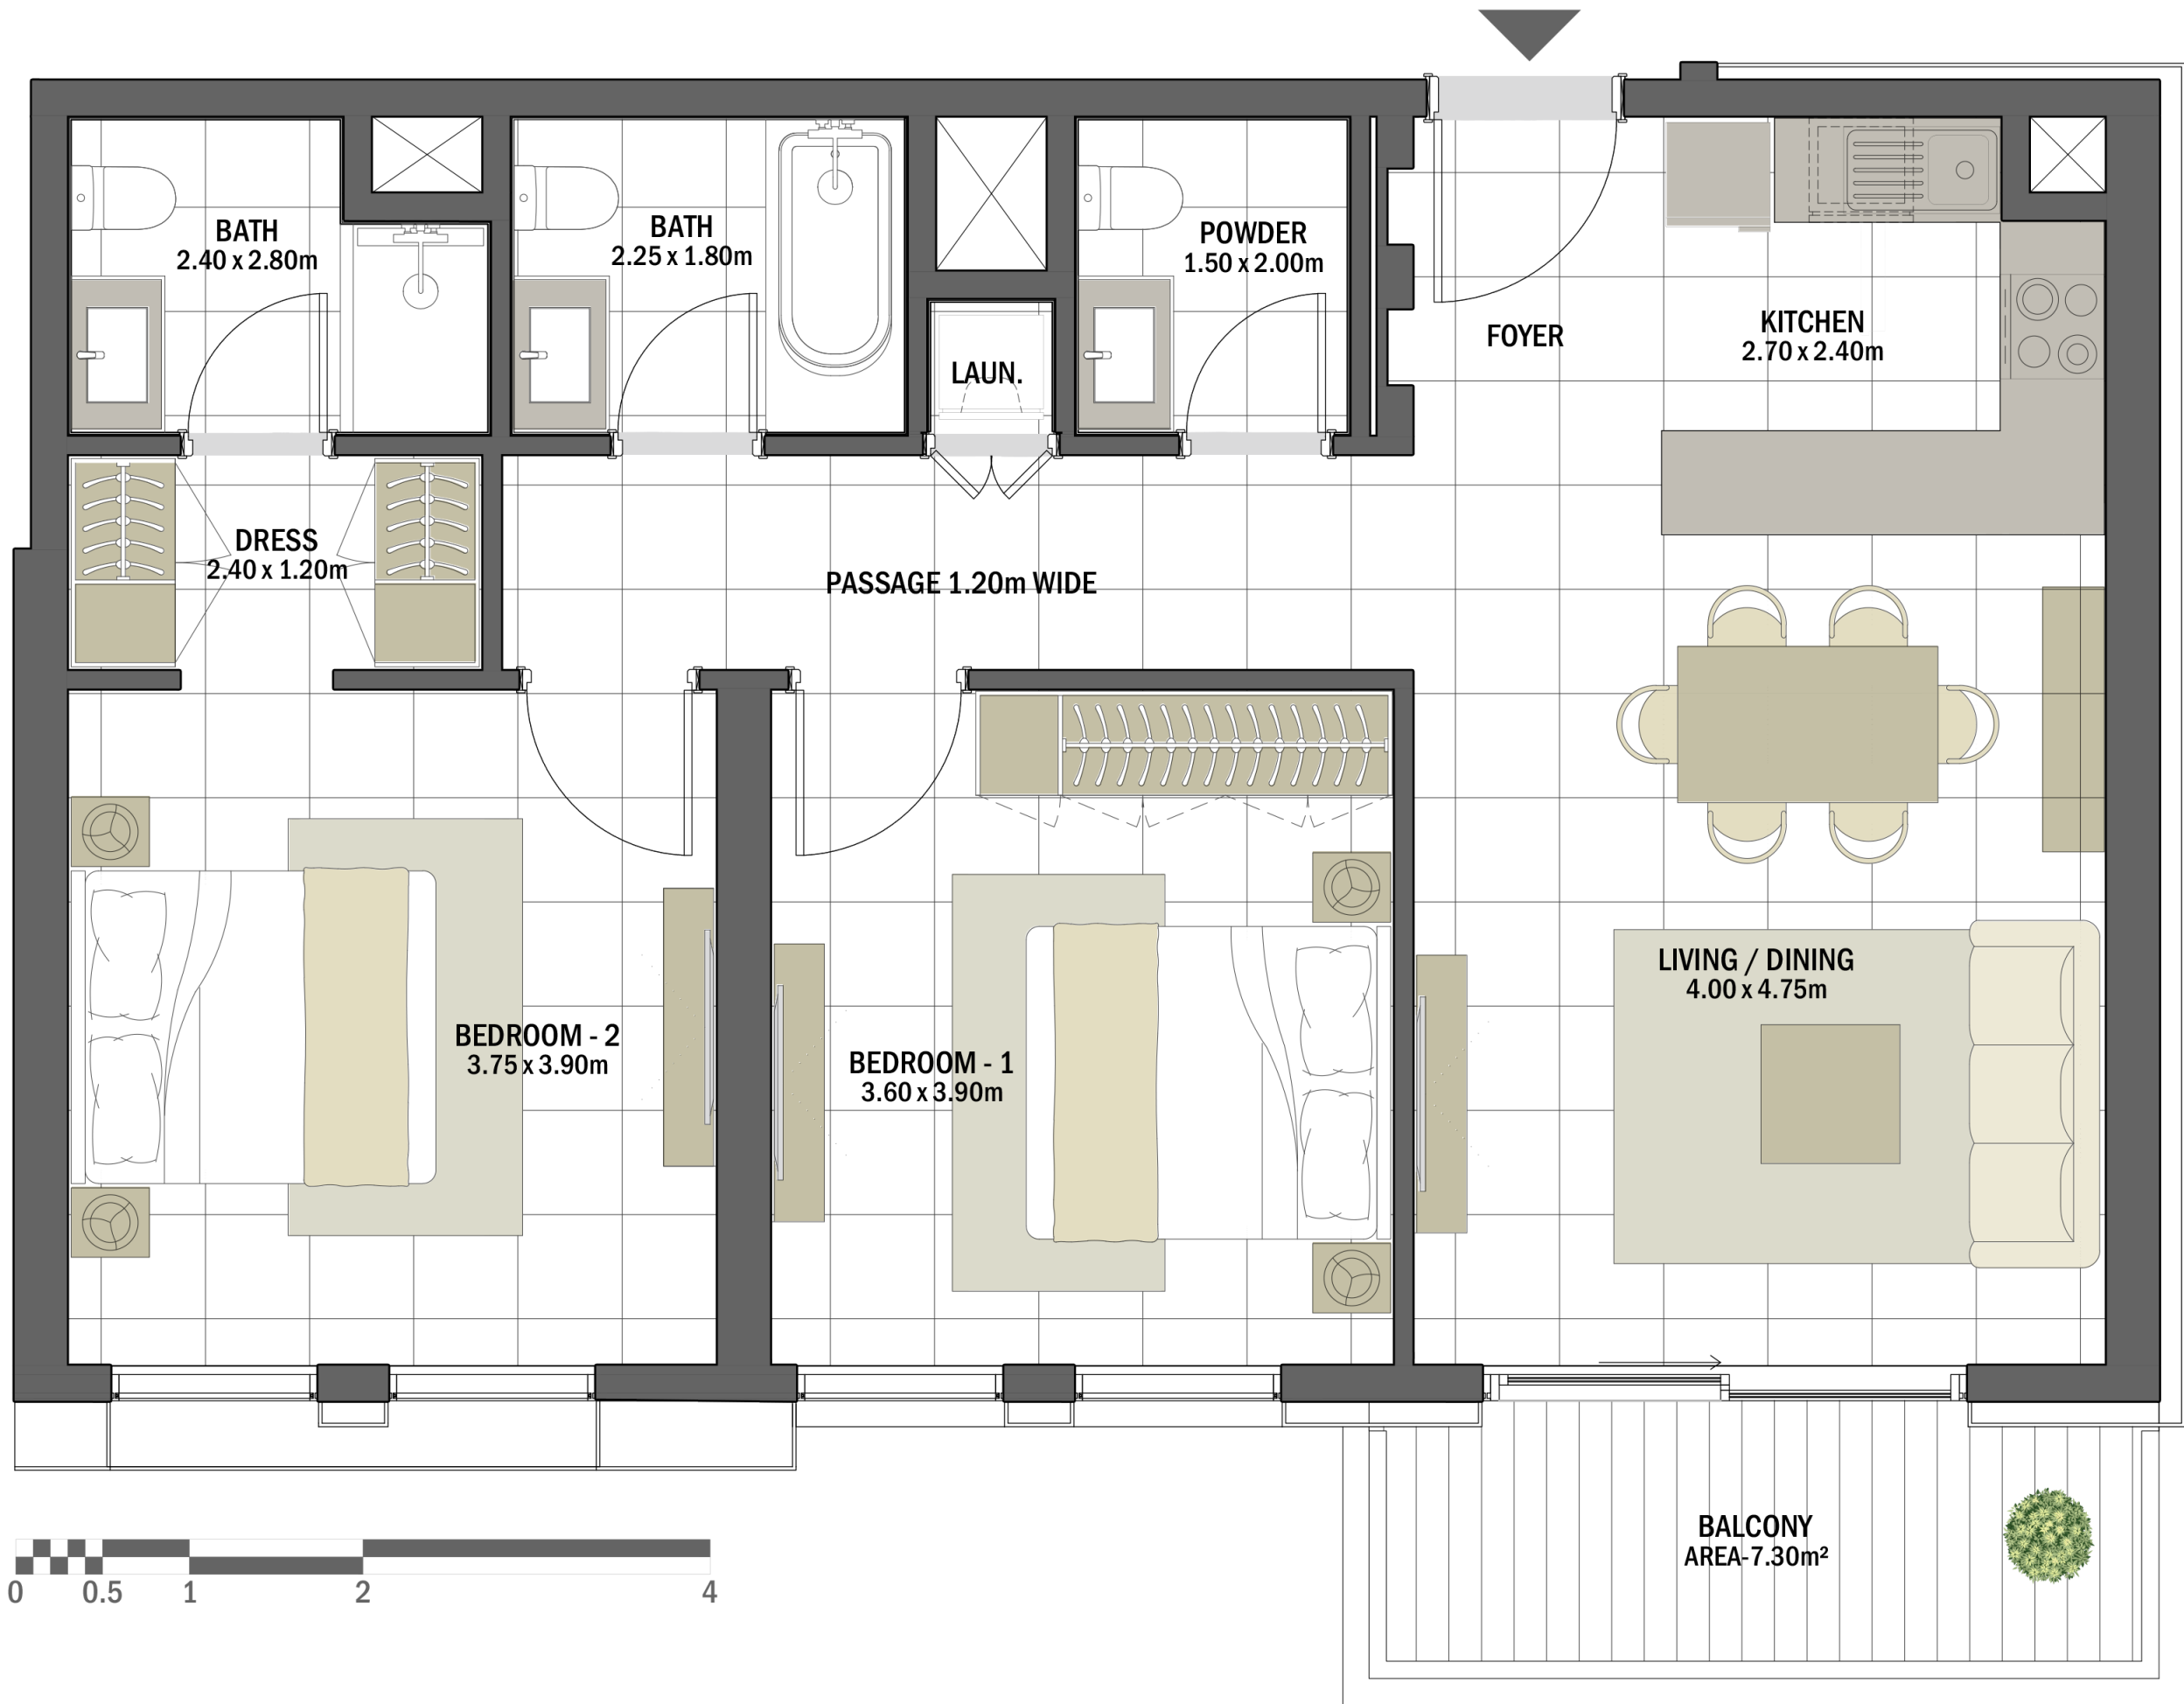 BATH
2.40 x 2.80m
BATH
2.25 x 1.80m
POWDER
1.50 x 2.00m
FOYER
KITCHEN
2.70 x 2.40m
LAUN.
DRESS
2.40 x 1.20m
PASSAGE 1.20m WIDE
LIVING / DINING
4.00 x 4.75m
BEDROOM - 2
3.75 x 3.90m
BEDROOM - 1
3.60 x 3.90m
BALCONY
AREA-7.30m²
0 0.5 1 2 4